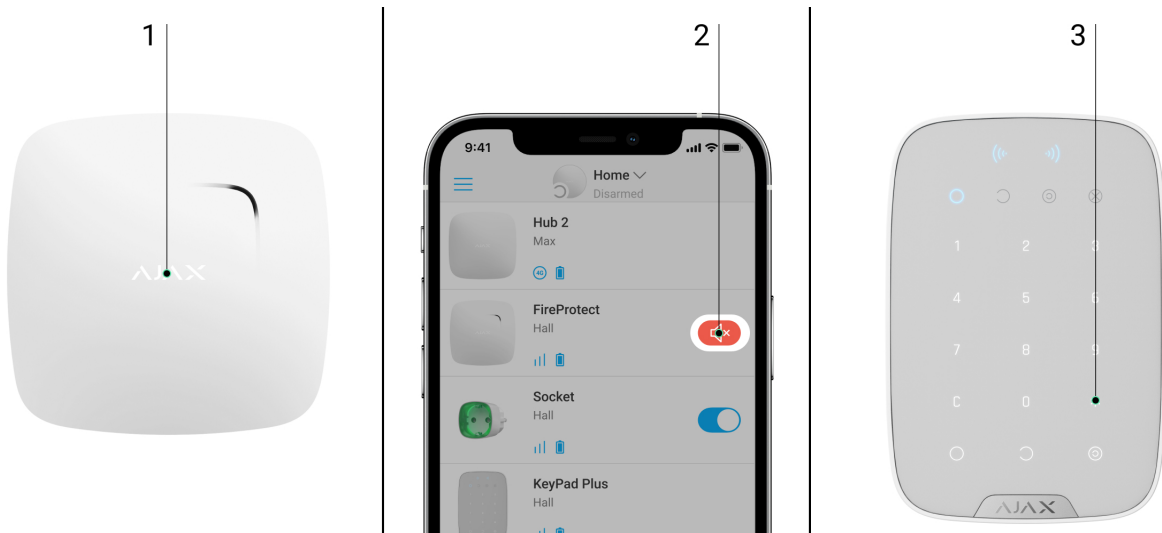 1
AJAX
2
9:41
Home
Disarmed
Hub 2
Max
4G
FireProtect
Hall
Socket
Hall
KeyPad Plus
Hall
3
1 2 3
4 5 6
7 8 9
C 0
AJAX